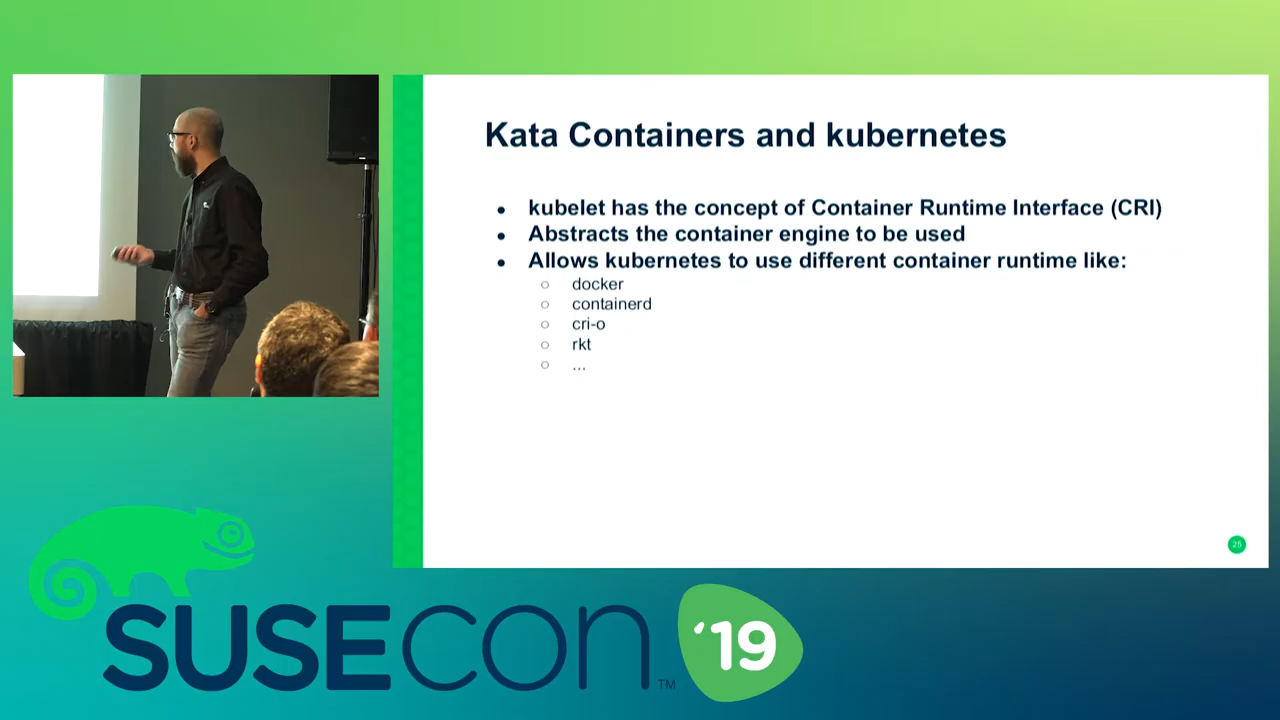 Kata Containers and kubernetes
● kubelet has the concept of Container Runtime Interface (CRI)
● Abstracts the container engine to be used
● Allows kubernetes to use different container runtime like:
○ docker
○ containerd
○ cri-o
○ rkt
○ ...
25
SUSECON TM '19